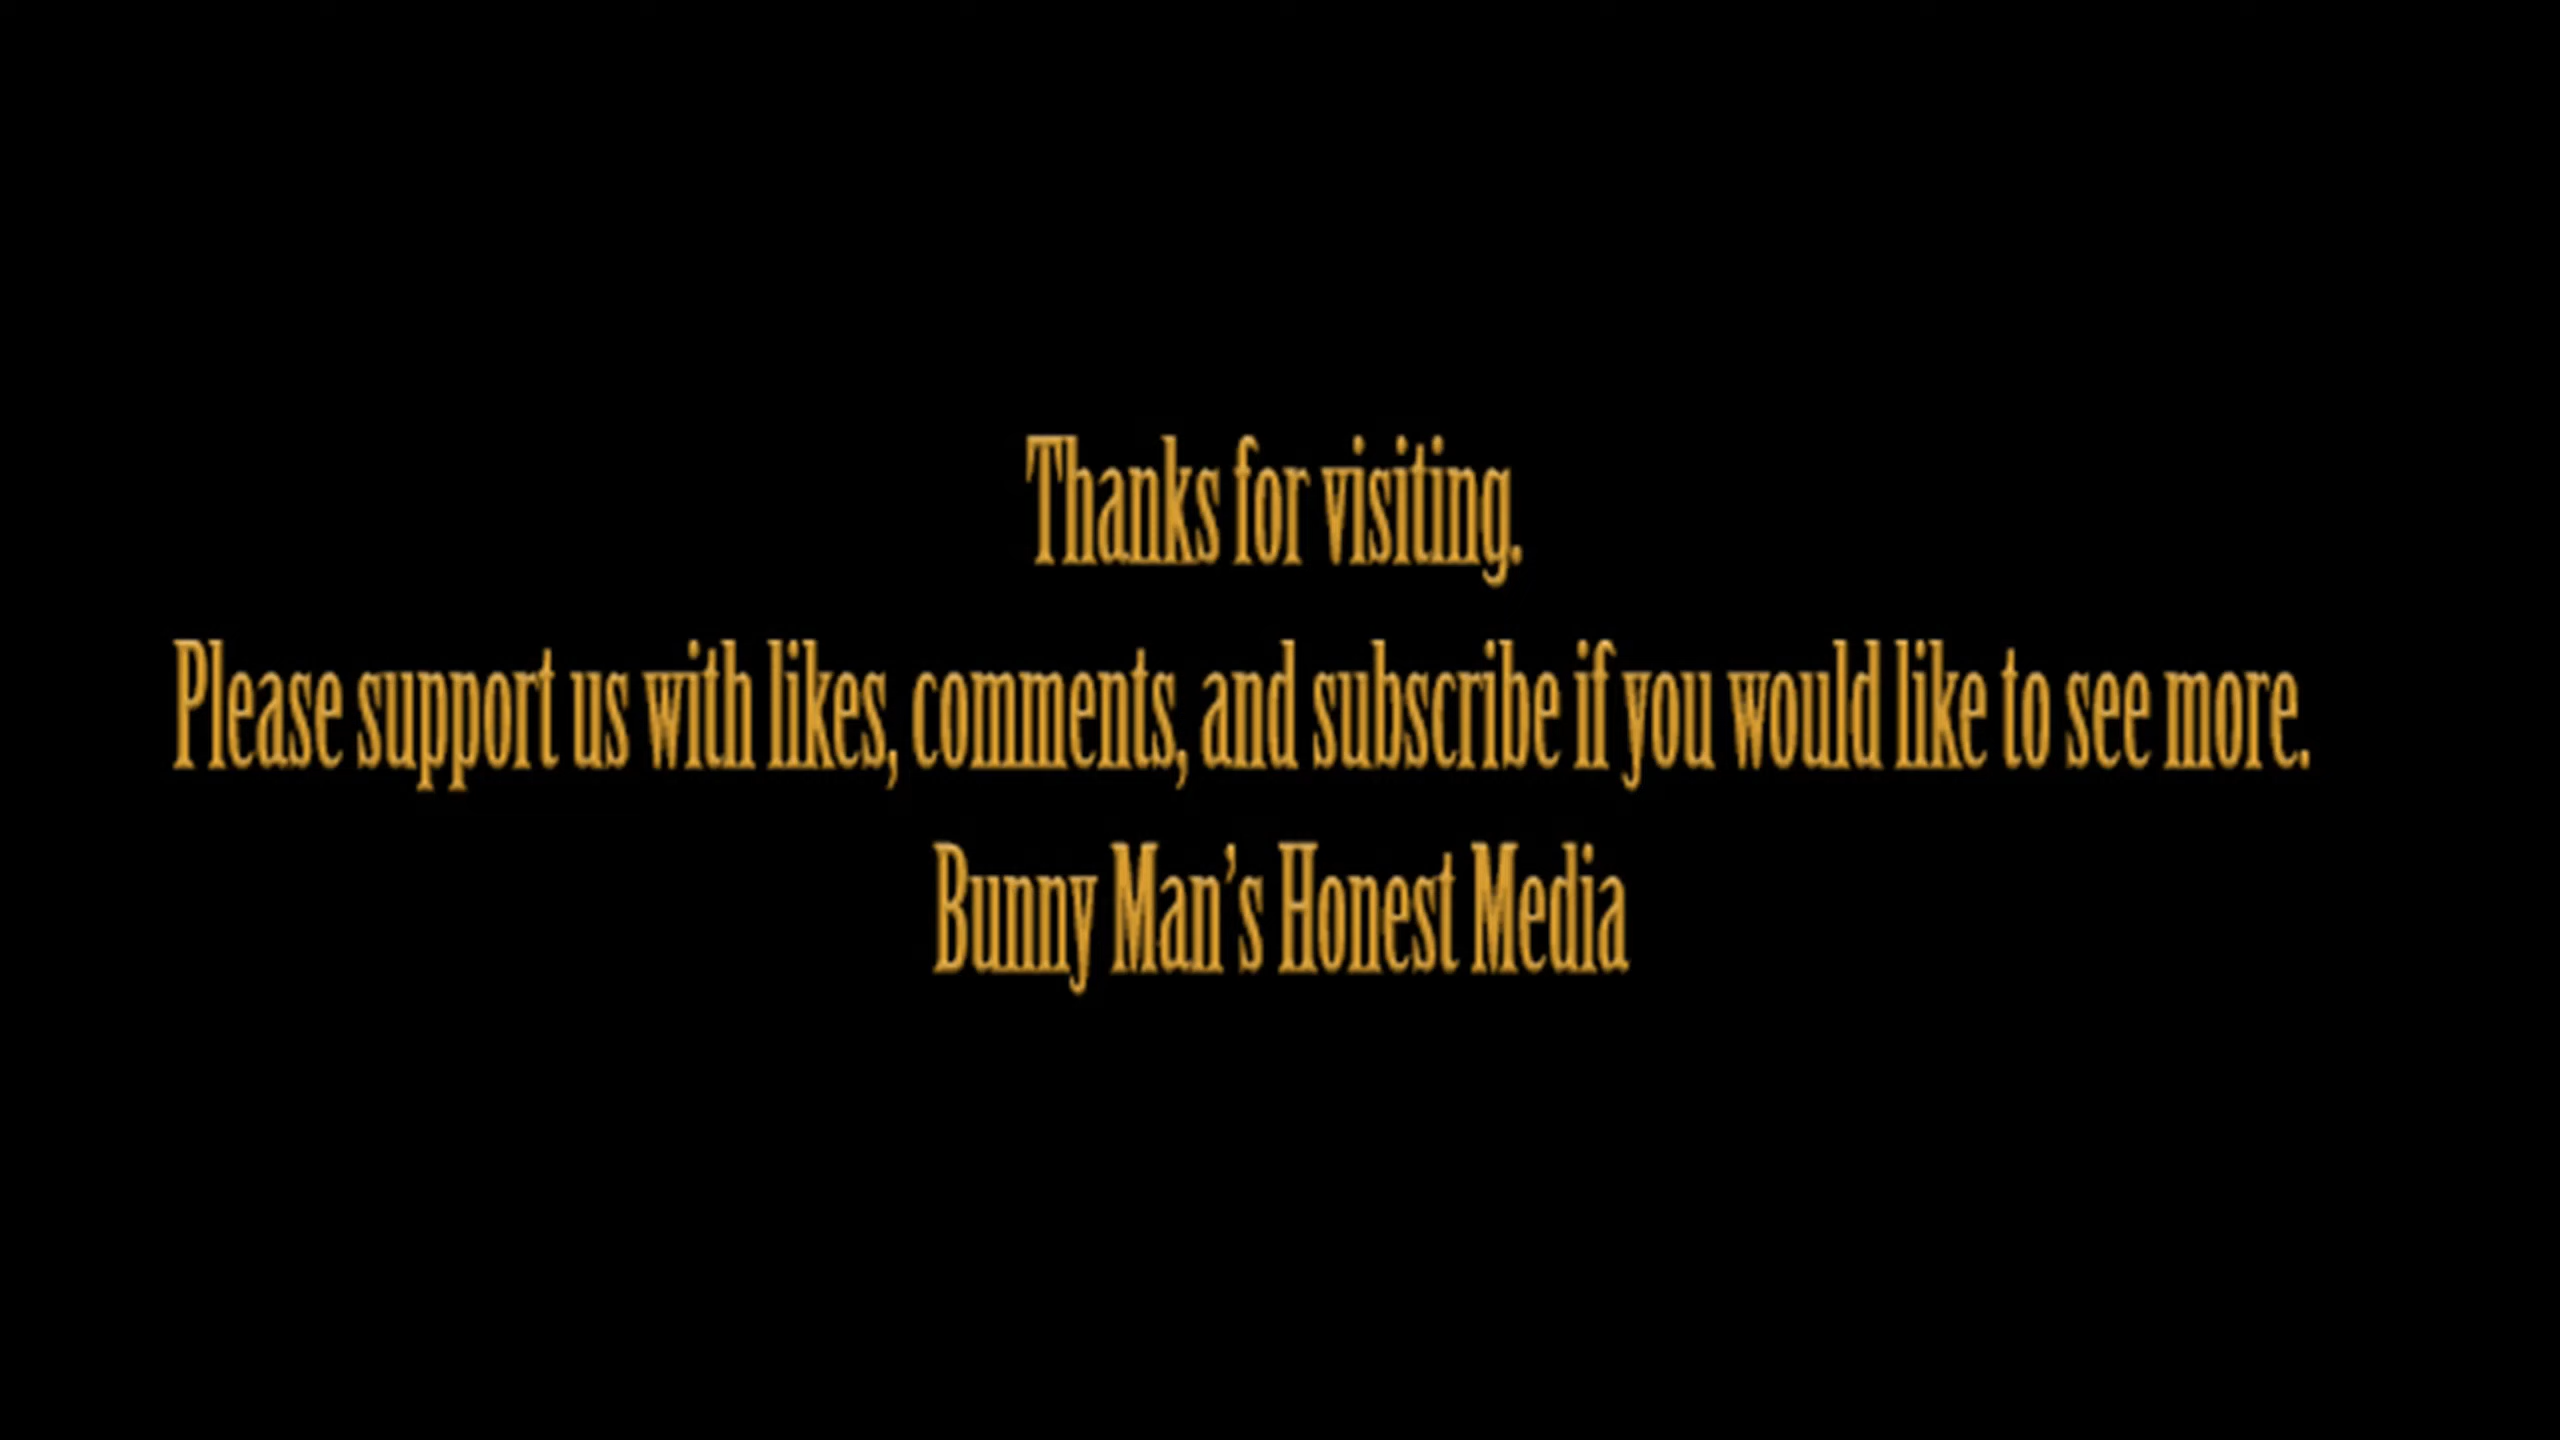 Thanks for visiting.
Please support us with likes, comments, and subscribe if you would like to see more.
Bunny Man’s Honest Media